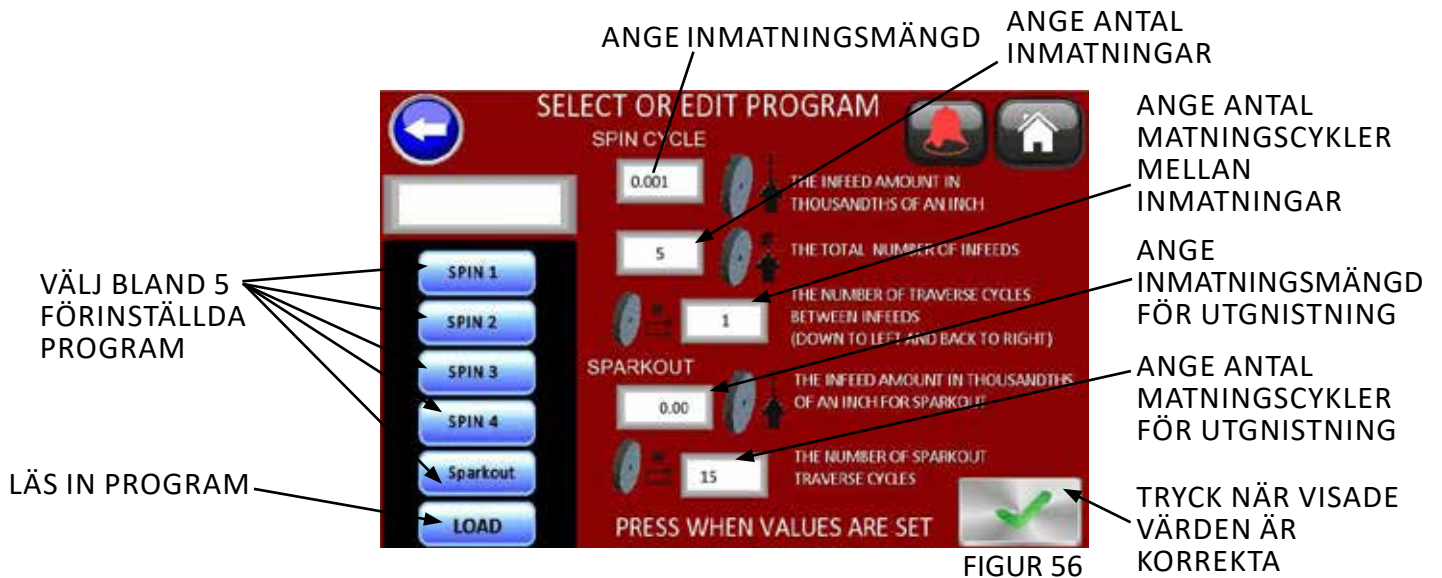 ANGE INMATNINGSMÄNGD
ANGE ANTAL
INMATNINGAR
ANGE ANTAL
MATNINGSCYKLER
MELLAN
INMATNINGAR
ANGE
INMATNINGSMÄNGD
FÖR UTGNISTNING
ANGE ANTAL
MATNINGSCYKLER
FÖR UTGNISTNING
TRYCK NÄR VISADE
VÄRDEN ÄR
KORREKTA
VÄLJ BLAND 5
FÖRINSTÄLLDA
PROGRAM
LÄS IN PROGRAM
SELECT OR EDIT PROGRAM
SPIN CYCLE
0.001
THE INFEED AMOUNT IN
THOUSANDTHS OF AN INCH
5
THE TOTAL NUMBER OF INFEEDS
1
THE NUMBER OF TRAVERSE CYCLES
BETWEEN INFEEDS
(DOWN TO LEFT AND BACK TO RIGHT)
SPARKOUT
0.00
THE INFEED AMOUNT IN THOUSANDTHS
OF AN INCH FOR SPARKOUT
15
THE NUMBER OF SPARKOUT
TRAVERSE CYCLES
PRESS WHEN VALUES ARE SET
SPIN 1
SPIN 2
SPIN 3
SPIN 4
Sparkout
LOAD
FIGUR 56